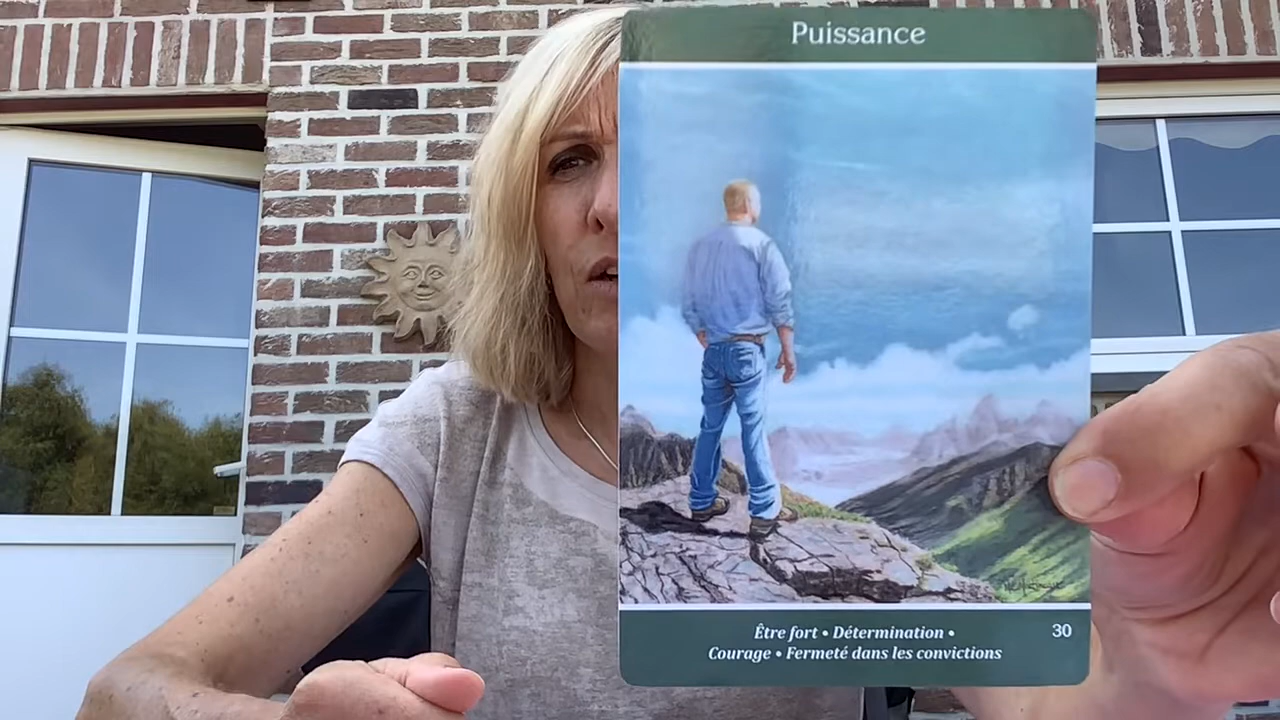 Puissance
Être fort • Détermination •
Courage • Fermeté dans les convictions
30